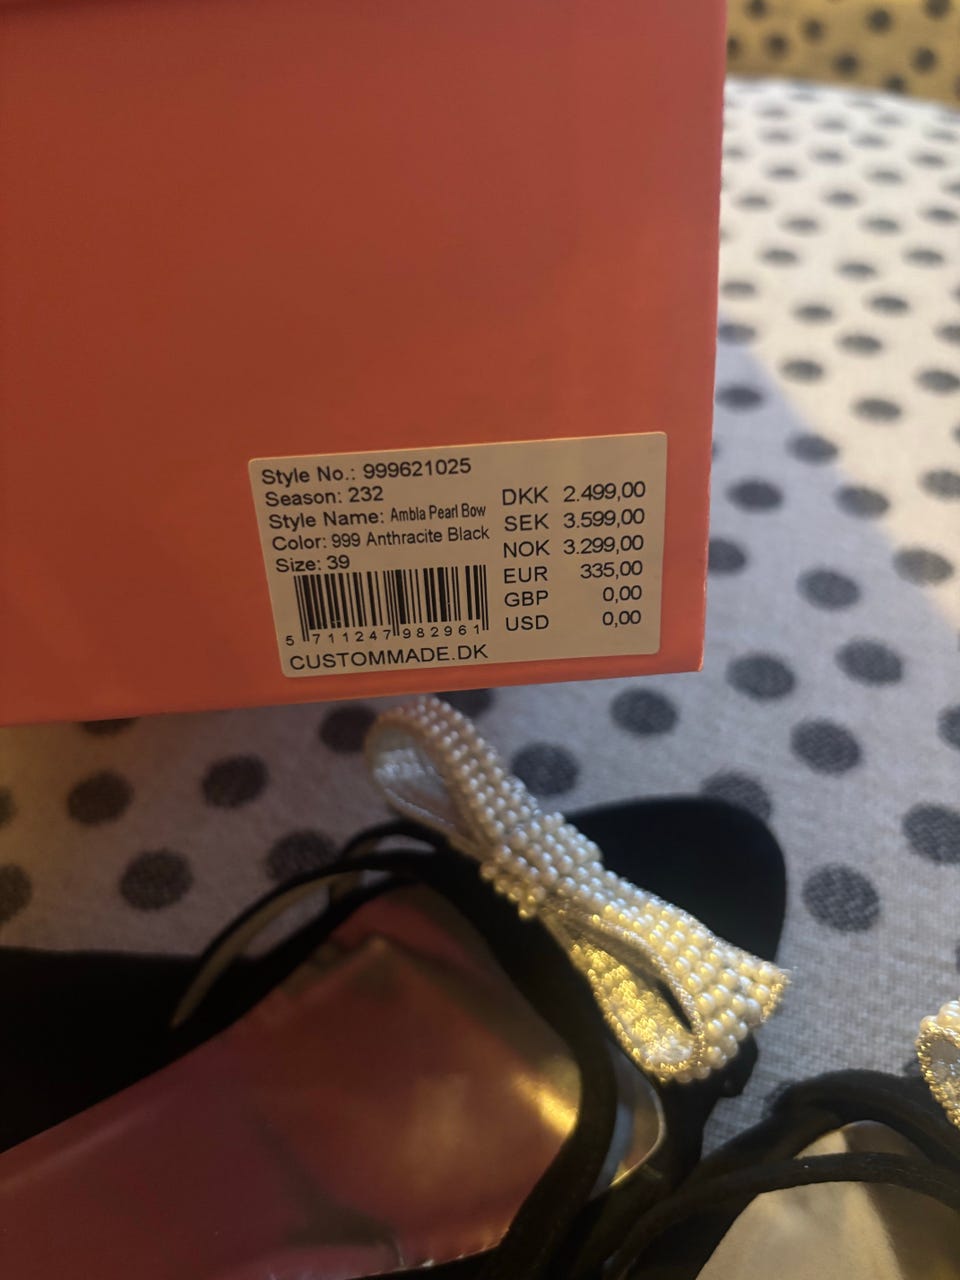 Style No.: 999621025
Season: 232
Style Name: Ambla Pearl Bow
Color: 999 Anthracite Black
Size: 39
DKK 2.499,00
SEK 3.599,00
NOK 3.299,00
EUR 335,00
GBP 0,00
USD 0,00
5 711247 982961
CUSTOMMADE.DK